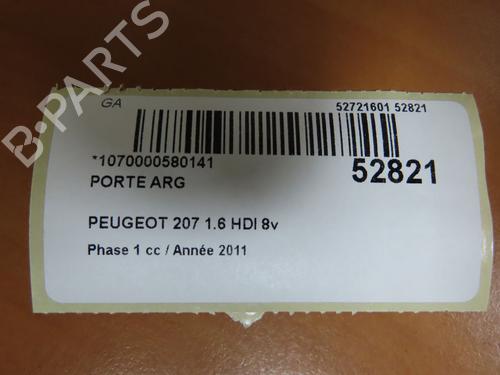 GA
52721601 52821
*1070000580141
52821
PORTE ARG
PEUGEOT 207 1.6 HDI 8v
Phase 1 cc / Année 2011
B-PARTS